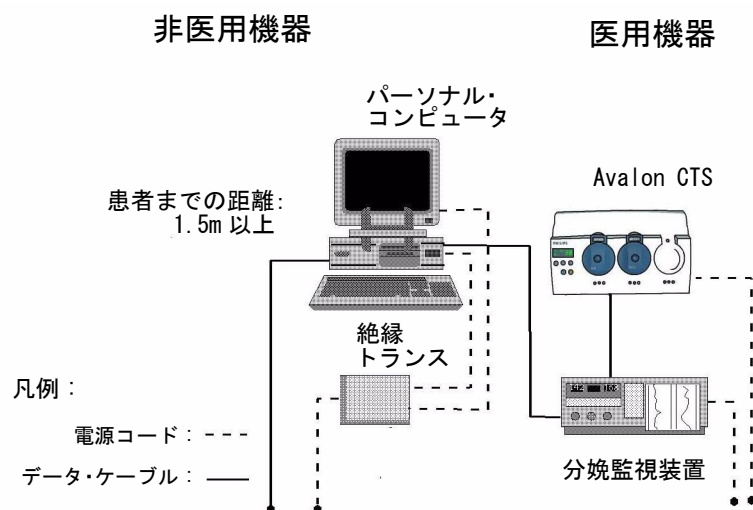 非医用機器
医用機器
パーソナル・
コンピュータ
患者までの距離:
1.5m 以上
Avalon CTS
絶縁
トランス
凡例：
電源コード：
データ・ケーブル：
分娩監視装置